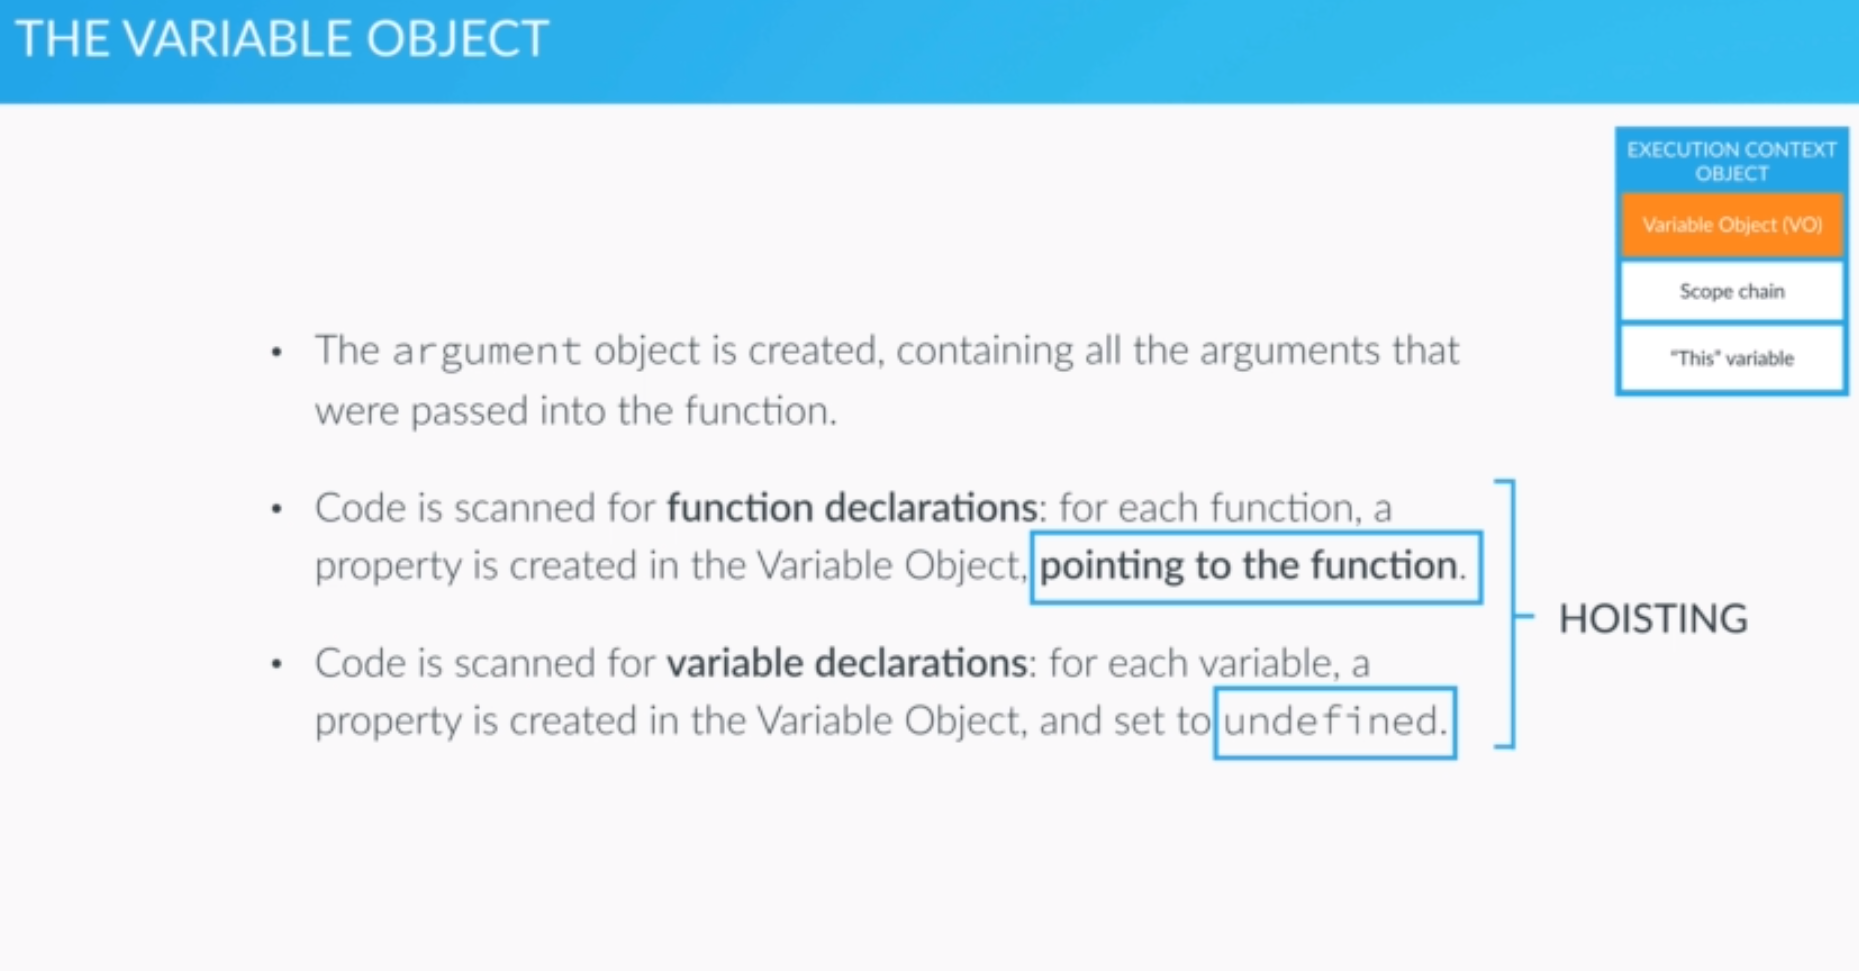 THE VARIABLE OBJECT
EXECUTION CONTEXT
OBJECT
Variable Object (VO)
Scope chain
"This" variable
• The argument object is created, containing all the arguments that
were passed into the function.
• Code is scanned for function declarations: for each function, a
property is created in the Variable Object, pointing to the function.
• Code is scanned for variable declarations: for each variable, a
property is created in the Variable Object, and set to undefined.
HOISTING